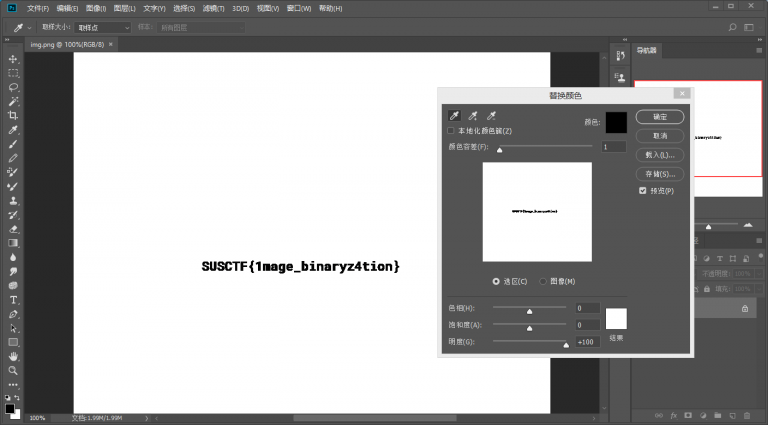 Ps 文件(F) 编辑(E) 图像(I) 图层(L) 文字(Y) 选择(S) 滤镜(T) 3D(D) 视图(V) 窗口(W) 帮助(H)
取样大小: 取样点 样本: 所有图层
img.png @ 100%(RGB/8) ×
导航器
SUSCTF{1mage_binaryz4tion}
替换颜色
本地化颜色簇(Z)
颜色:
颜色容差(F): 1
确定
取消
载入(L)...
存储(S)...
预览(P)
SUSCTF{1mage_binaryz4tion}
选区(C) 图像(M)
色相(H): 0
饱和度(A): 0
明度(G): +100
结果
不透明度: 100%
填充: 100%
100% 文档:1.99M/1.99M